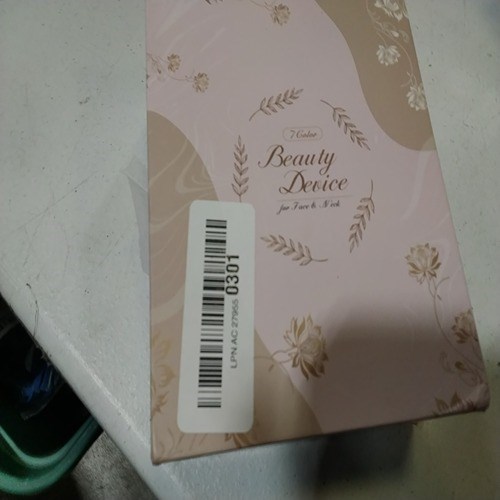 7 Color
Beauty
Device
for Face & Neck
LPN AC 27955 0301